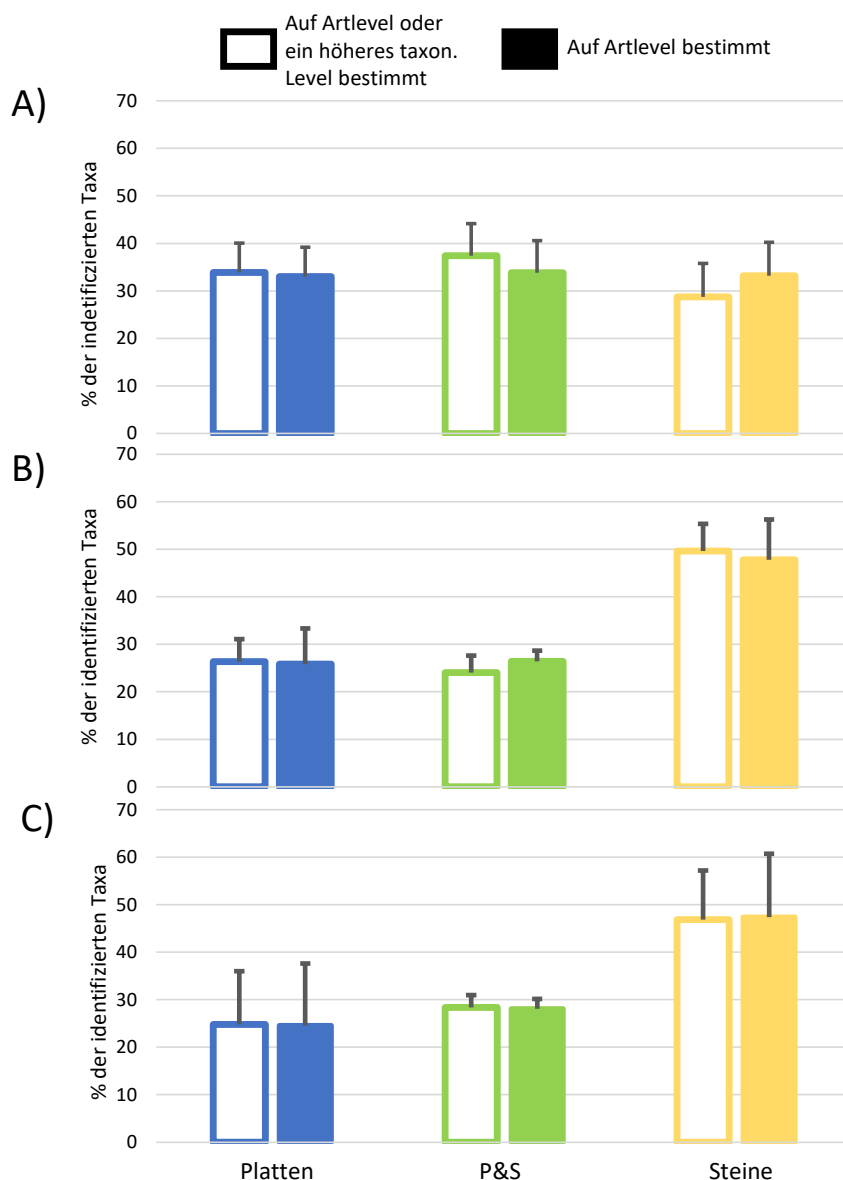 Auf Artlevel oder
ein höheres taxon.
Level bestimmt
Auf Artlevel bestimmt
A)
% der indetificzierten Taxa
70
60
50
40
30
20
10
0
B)
% der identifizierten Taxa
70
60
50
40
30
20
10
0
C)
% der identifizierten Taxa
70
60
50
40
30
20
10
0
Platten P&S Steine